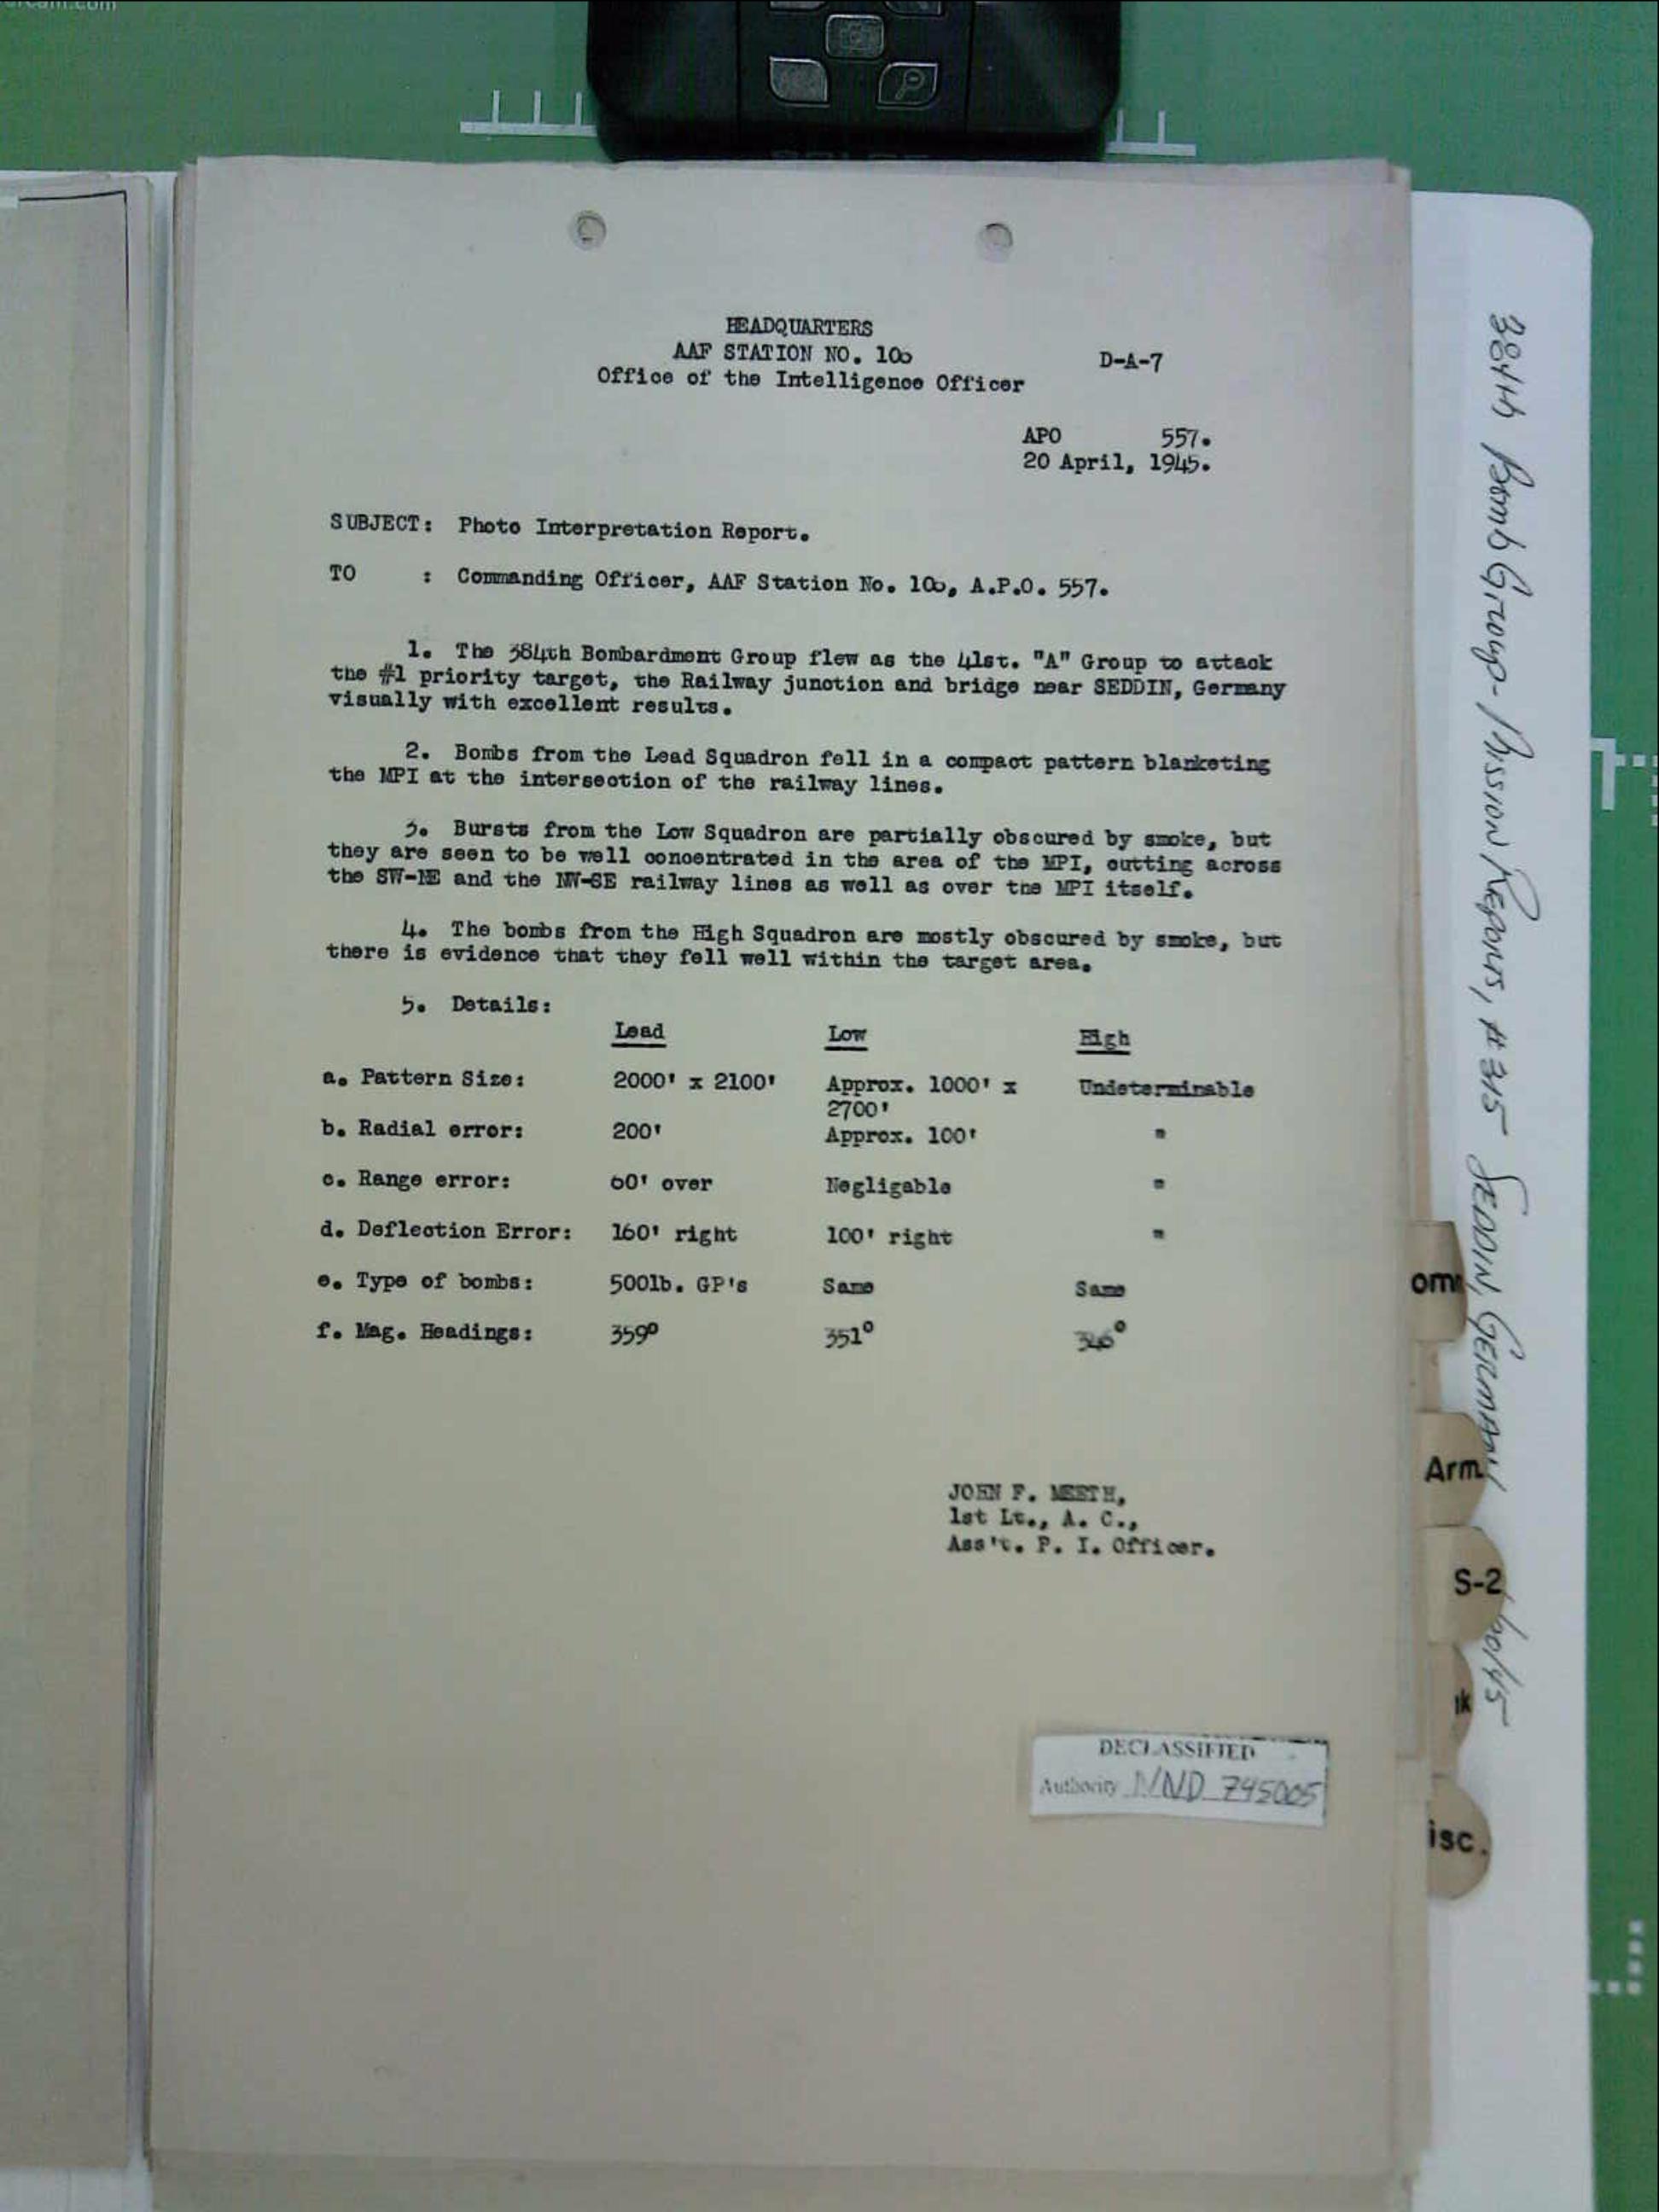 HEADQUARTERS
AAF STATION NO. 106
D-A-7
Office of the Intelligence Officer
APO 557.
20 April, 1945.
SUBJECT: Photo Interpretation Report.
TO : Commanding Officer, AAF Station No. 106, A.P.O. 557.
1. The 384th Bombardment Group flew as the 41st. "A" Group to attack
the #1 priority target, the Railway junction and bridge near SEDDIN, Germany
visually with excellent results.
2. Bombs from the Lead Squadron fell in a compact pattern blanketing
the MPI at the intersection of the railway lines.
3. Bursts from the Low Squadron are partially obscured by smoke, but
they are seen to be well concentrated in the area of the MPI, cutting across
the SW-NE and the NW-SE railway lines as well as over the MPI itself.
4. The bombs from the High Squadron are mostly obscured by smoke, but
there is evidence that they fell well within the target area.
5. Details:
Lead Low High
a. Pattern Size: 2000' x 2100' Approx. 1000' x Undeterminable
2700'
b. Radial error: 200' Approx. 100' "
c. Range error: 60' over Negligable "
d. Deflection Error: 160' right 100' right "
e. Type of bombs: 500lb. GP's Same Same
f. Mag. Headings: 359° 351° 346°
JOHN F. MEETH,
1st Lt., A. C.,
Ass't. P. I. Officer.
DECLASSIFIED
Authority NND 745005
384th Bomb Group - Mission Reports, #315 SEDDIN, GERMANY
om
Arm
S-2
isc.